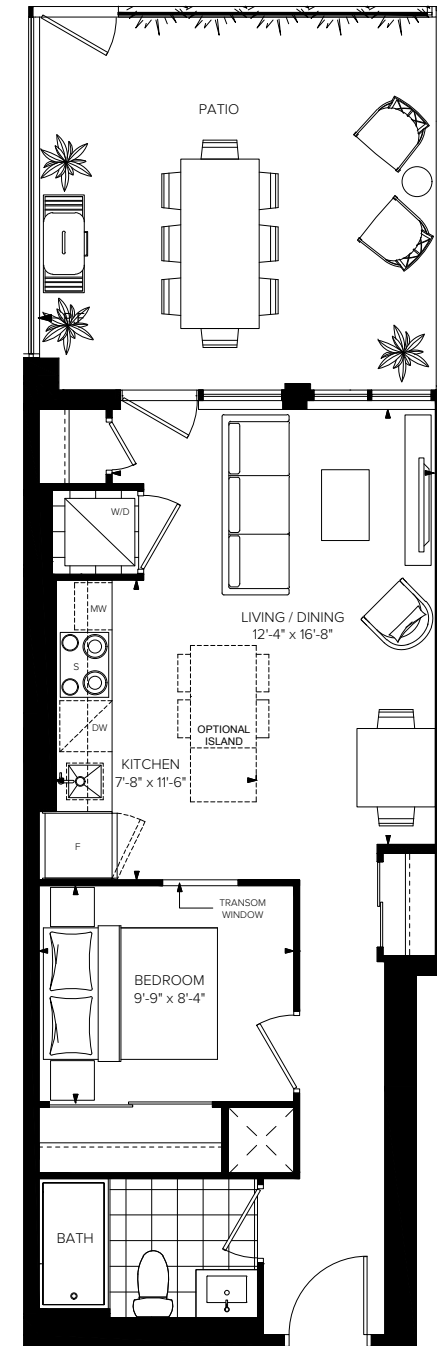 PATIO
W/D
MW
LIVING / DINING
12'-4" x 16'-8"
S
OPTIONAL
ISLAND
DW
KITCHEN
7'-8" x 11'-6"
F
TRANSOM
WINDOW
BEDROOM
9'-9" x 8'-4"
BATH